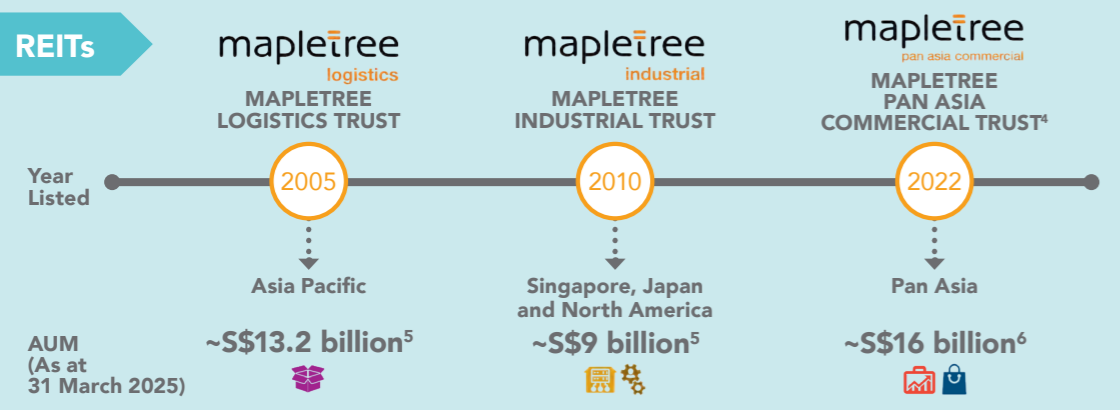 REITs
mapletree
logistics
MAPLETREE
LOGISTICS TRUST
mapletree
industrial
MAPLETREE
INDUSTRIAL TRUST
mapletree
pan asia commercial
MAPLETREE
PAN ASIA
COMMERCIAL TRUST⁴
Year
Listed
2005
2010
2022
Asia Pacific
Singapore, Japan
and North America
Pan Asia
AUM
(As at
31 March 2025)
~S$13.2 billion⁵
~S$9 billion⁵
~S$16 billion⁶